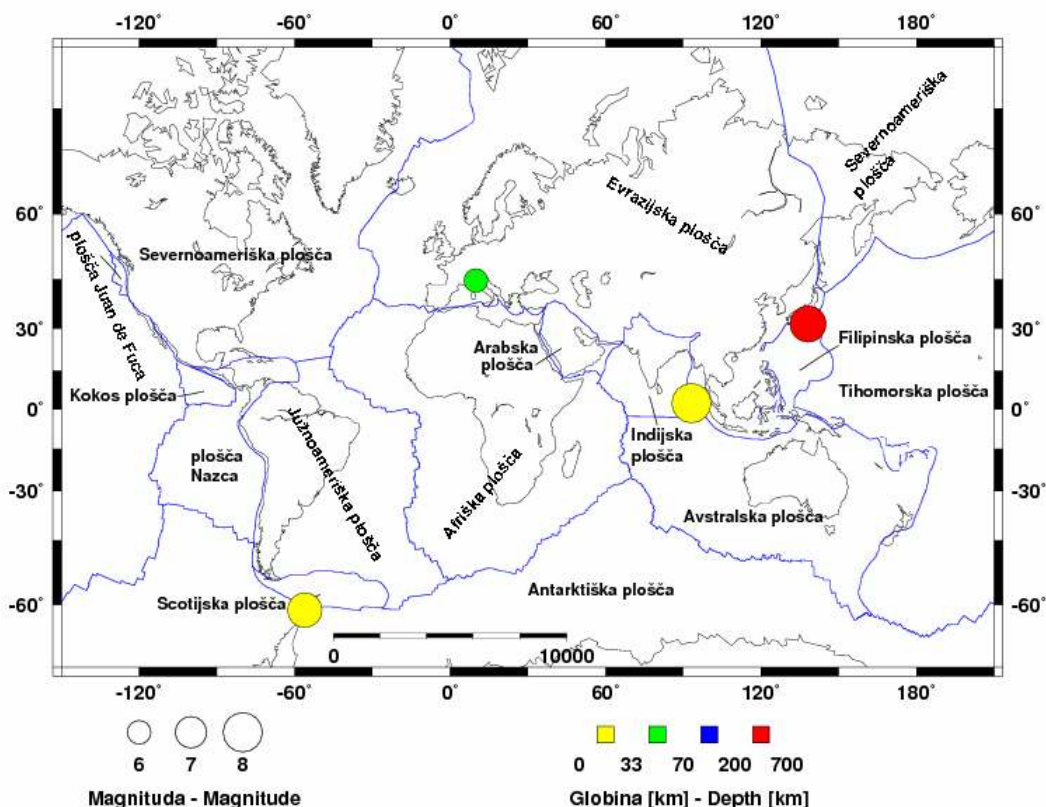 -120° -60° 0° 60° 120° 180°
Severnoameriška
plošča
Evrazijska plošča
60° 60°
plošča Juan de Fuca
Severnoameriška plošča
30° 30°
Arabska
plošča
Filipinska plošča
Kokos plošča
Tihomorska plošča
0° 0°
Južnoameriška plošča
Indijska
plošča
plošča
Nazca
Afriška plošča
-30° -30°
Avstralska plošča
Antarktiška plošča
-60° -60°
Scotijska plošča
0 10000
-120° -60° 0° 60° 120° 180°
6 7 8
0 33 70 200 700
Magnituda - Magnitude
Globina [km] - Depth [km]